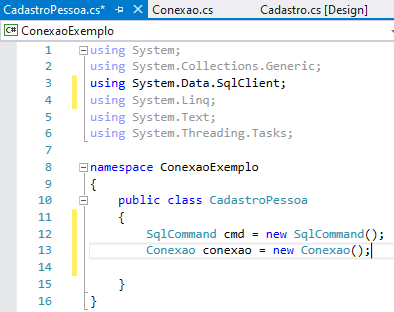 CadastroPessoa.cs* Conexao.cs Cadastro.cs [Design]
C# ConexaoExemplo
1 using System;
2 using System.Collections.Generic;
3 using System.Data.SqlClient;
4 using System.Linq;
5 using System.Text;
6 using System.Threading.Tasks;
7
8 namespace ConexaoExemplo
9 {
10 public class CadastroPessoa
11 {
12 SqlCommand cmd = new SqlCommand();
13 Conexao conexao = new Conexao();
14
15 }
16 }